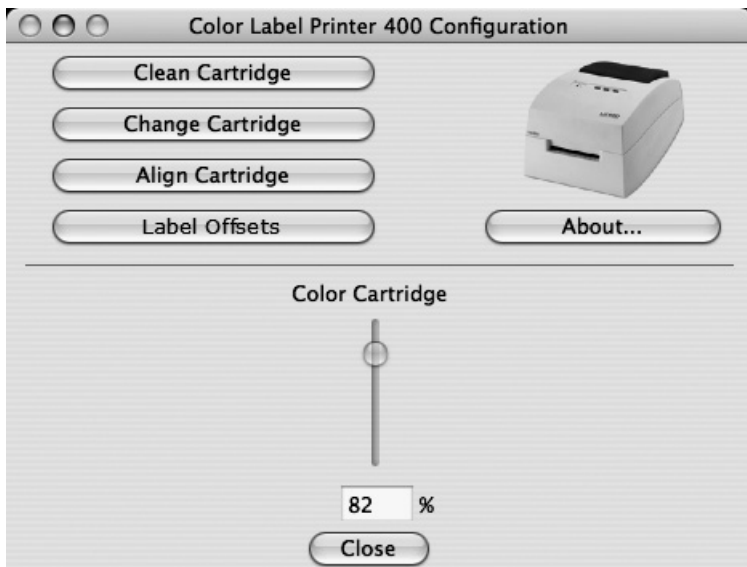 Color Label Printer 400 Configuration
Clean Cartridge
Change Cartridge
Align Cartridge
Label Offsets
About...
Color Cartridge
82 %
Close